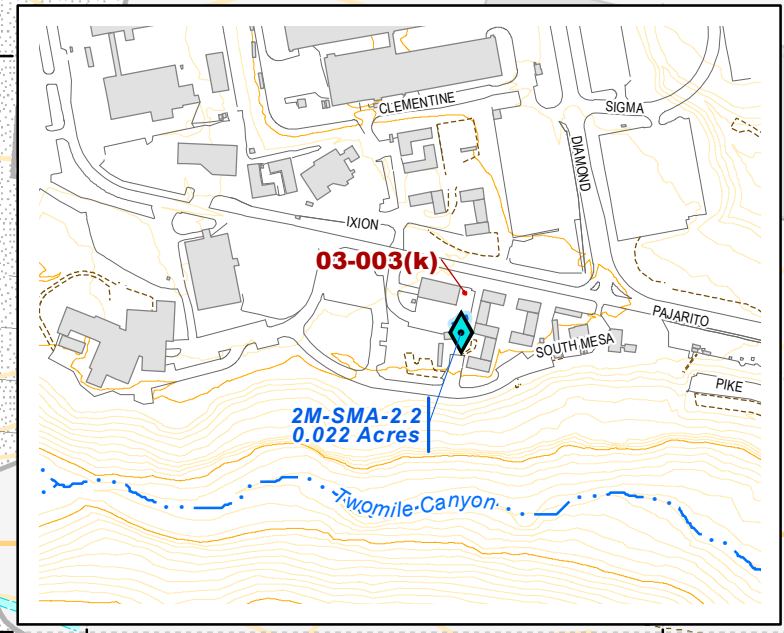 CLEMENTINE
SIGMA
DIAMOND
IXION
03-003(k)
PAJARITO
SOUTH MESA
PIKE
2M-SMA-2.2
0.022 Acres
Twomile Canyon